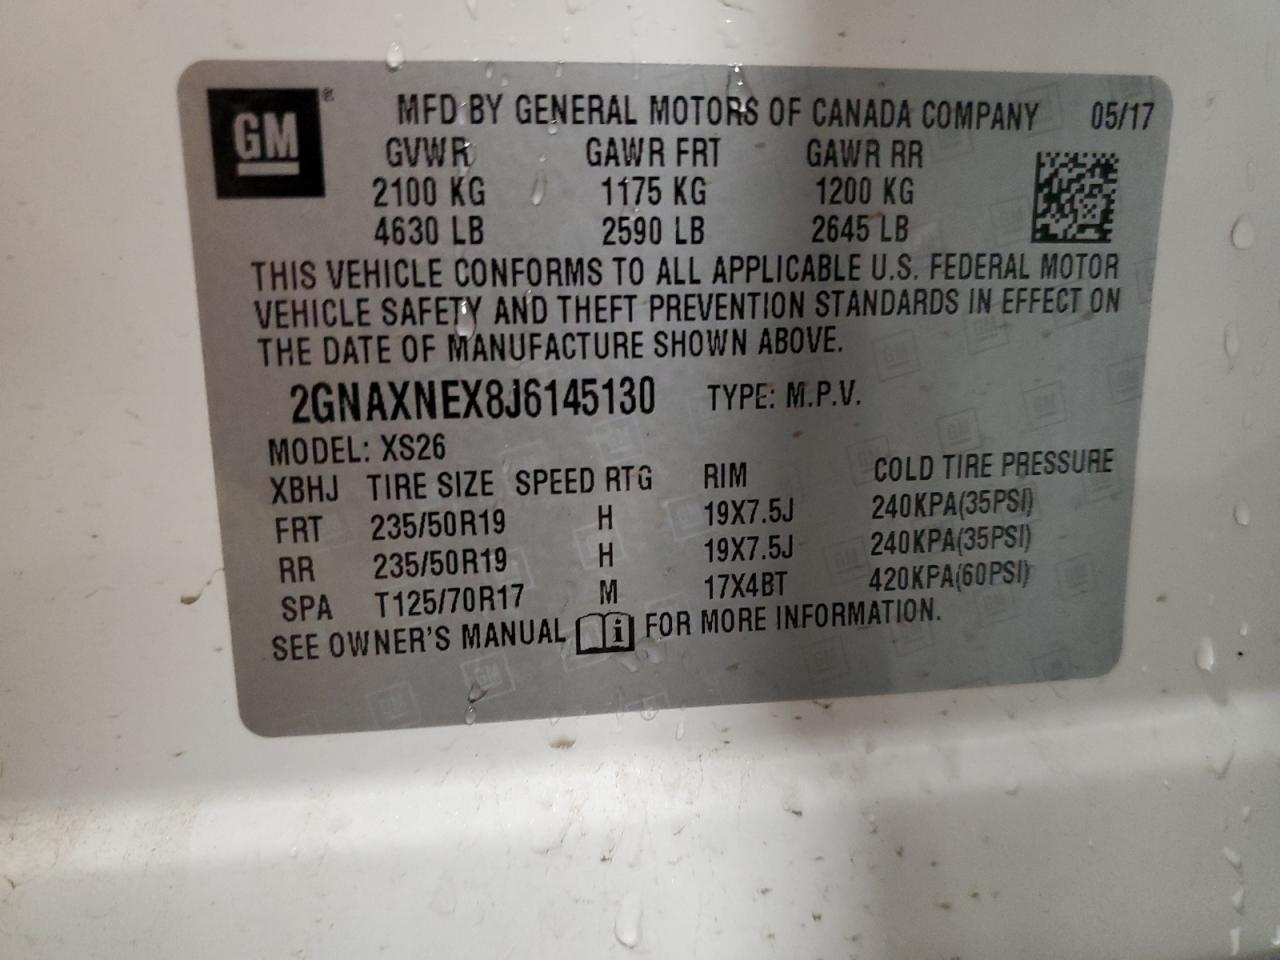 GM ® MFD BY GENERAL MOTORS OF CANADA COMPANY 05/17
GVWR GAWR FRT GAWR RR
2100 KG 1175 KG 1200 KG
4630 LB 2590 LB 2645 LB
THIS VEHICLE CONFORMS TO ALL APPLICABLE U.S. FEDERAL MOTOR
VEHICLE SAFETY AND THEFT PREVENTION STANDARDS IN EFFECT ON
THE DATE OF MANUFACTURE SHOWN ABOVE.
2GNAXNEX8J6145130 TYPE: M.P.V.
MODEL: XS26
XBHJ TIRE SIZE SPEED RTG RIM COLD TIRE PRESSURE
FRT 235/50R19 H 19X7.5J 240KPA(35PSI)
RR 235/50R19 H 19X7.5J 240KPA(35PSI)
SPA T125/70R17 M 17X4BT 420KPA(60PSI)
SEE OWNER'S MANUAL i FOR MORE INFORMATION.